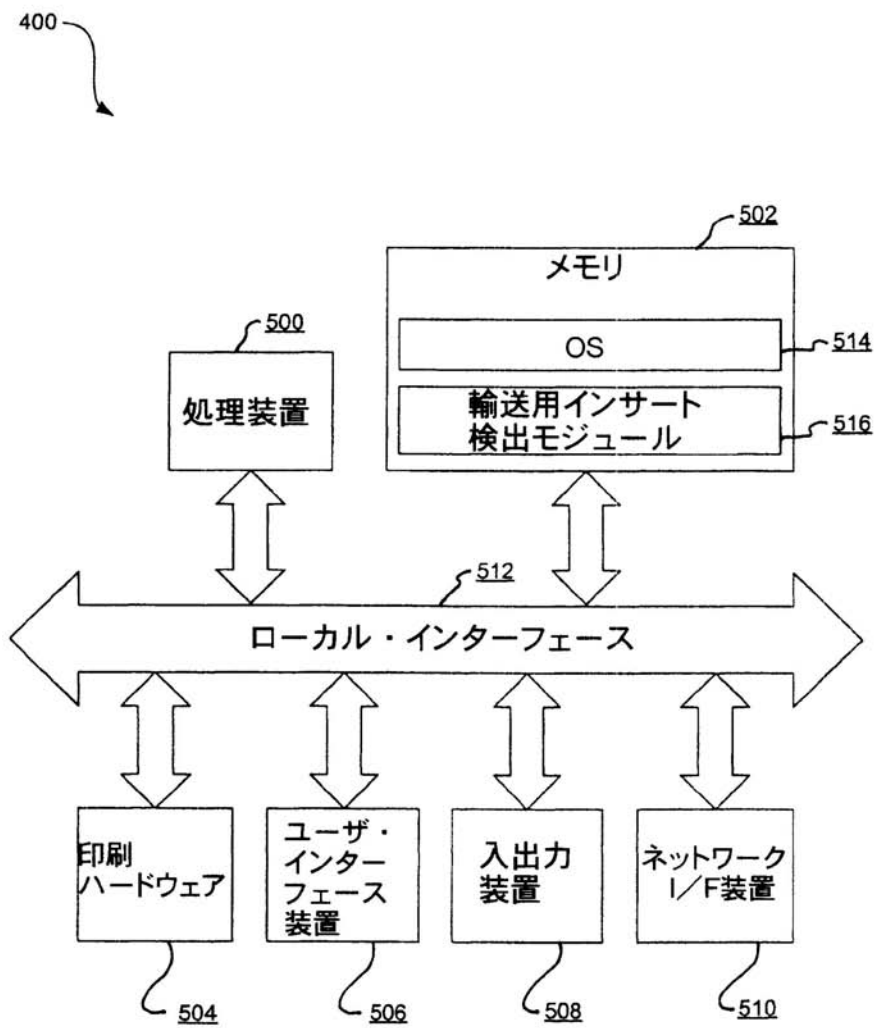 400
502
メモリ
500
OS
514
処理装置
輸送用インサート
検出モジュール
516
512
ローカル・インターフェース
印刷
ハードウェア
ユーザ・
インター
フェース
装置
入出力
装置
ネットワーク
I/F装置
504
506
508
510